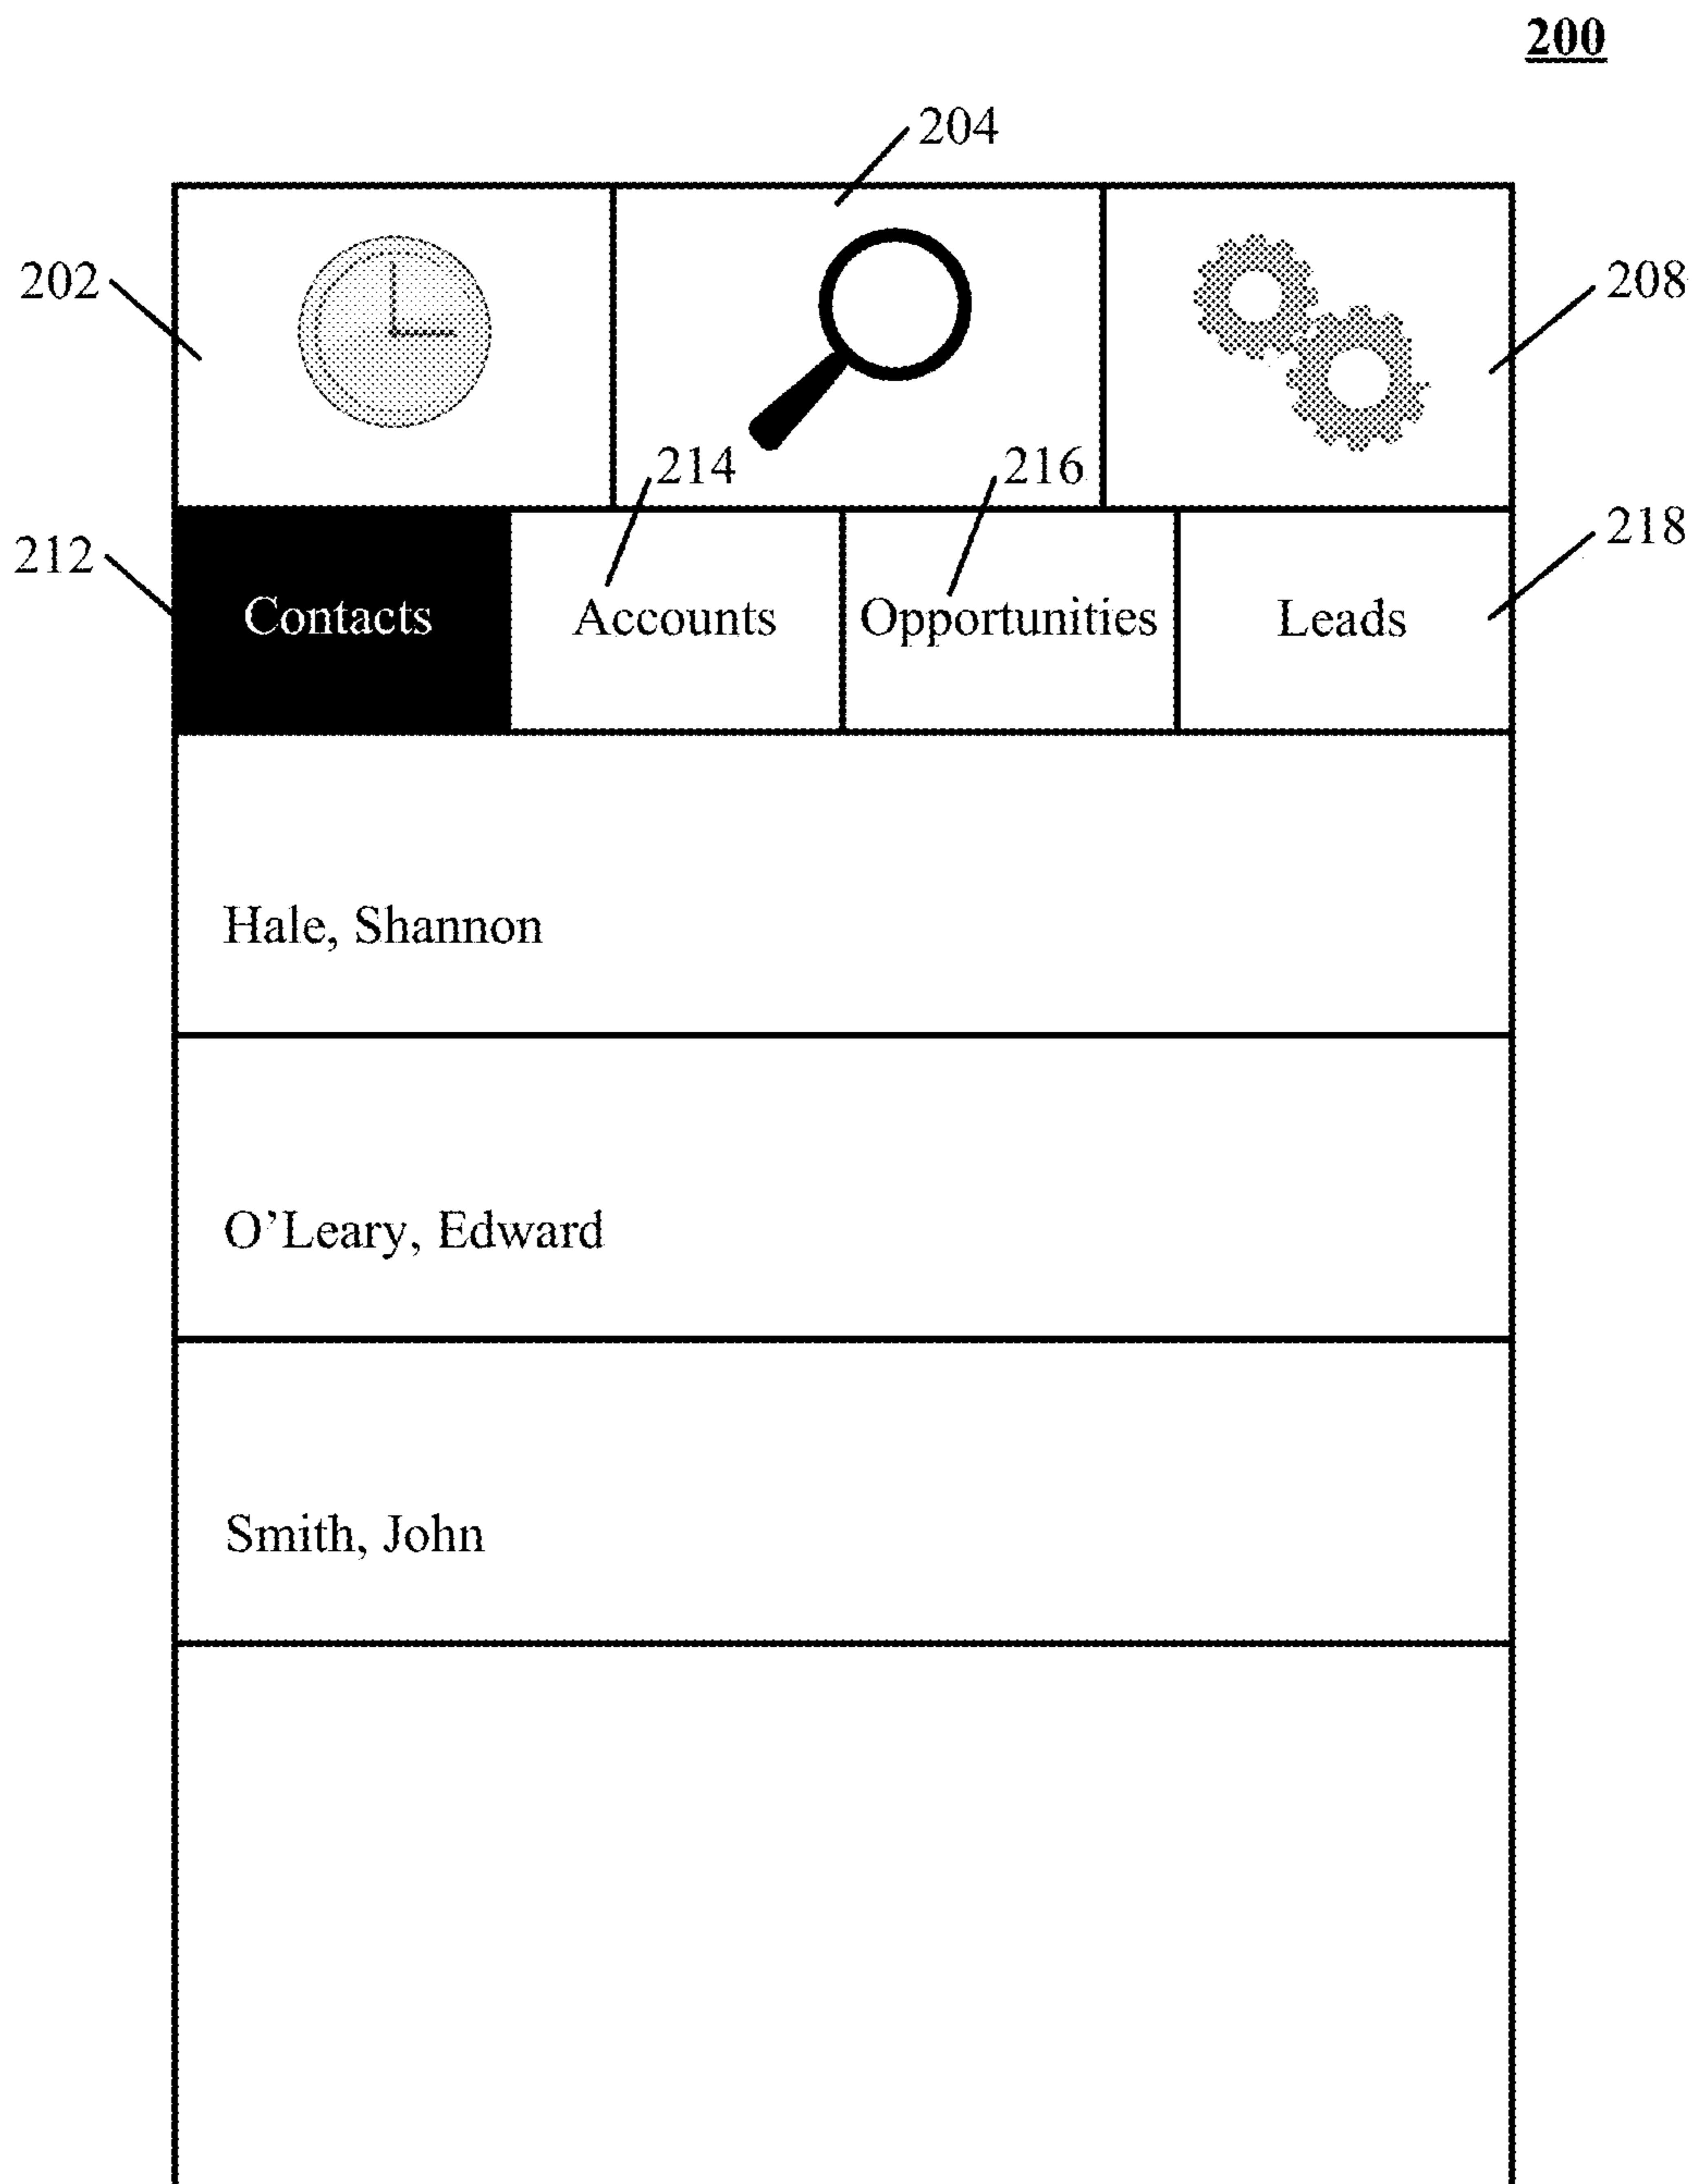 200
204
202
208
214
216
212
218
Contacts
Accounts
Opportunities
Leads
Hale, Shannon
O’Leary, Edward
Smith, John